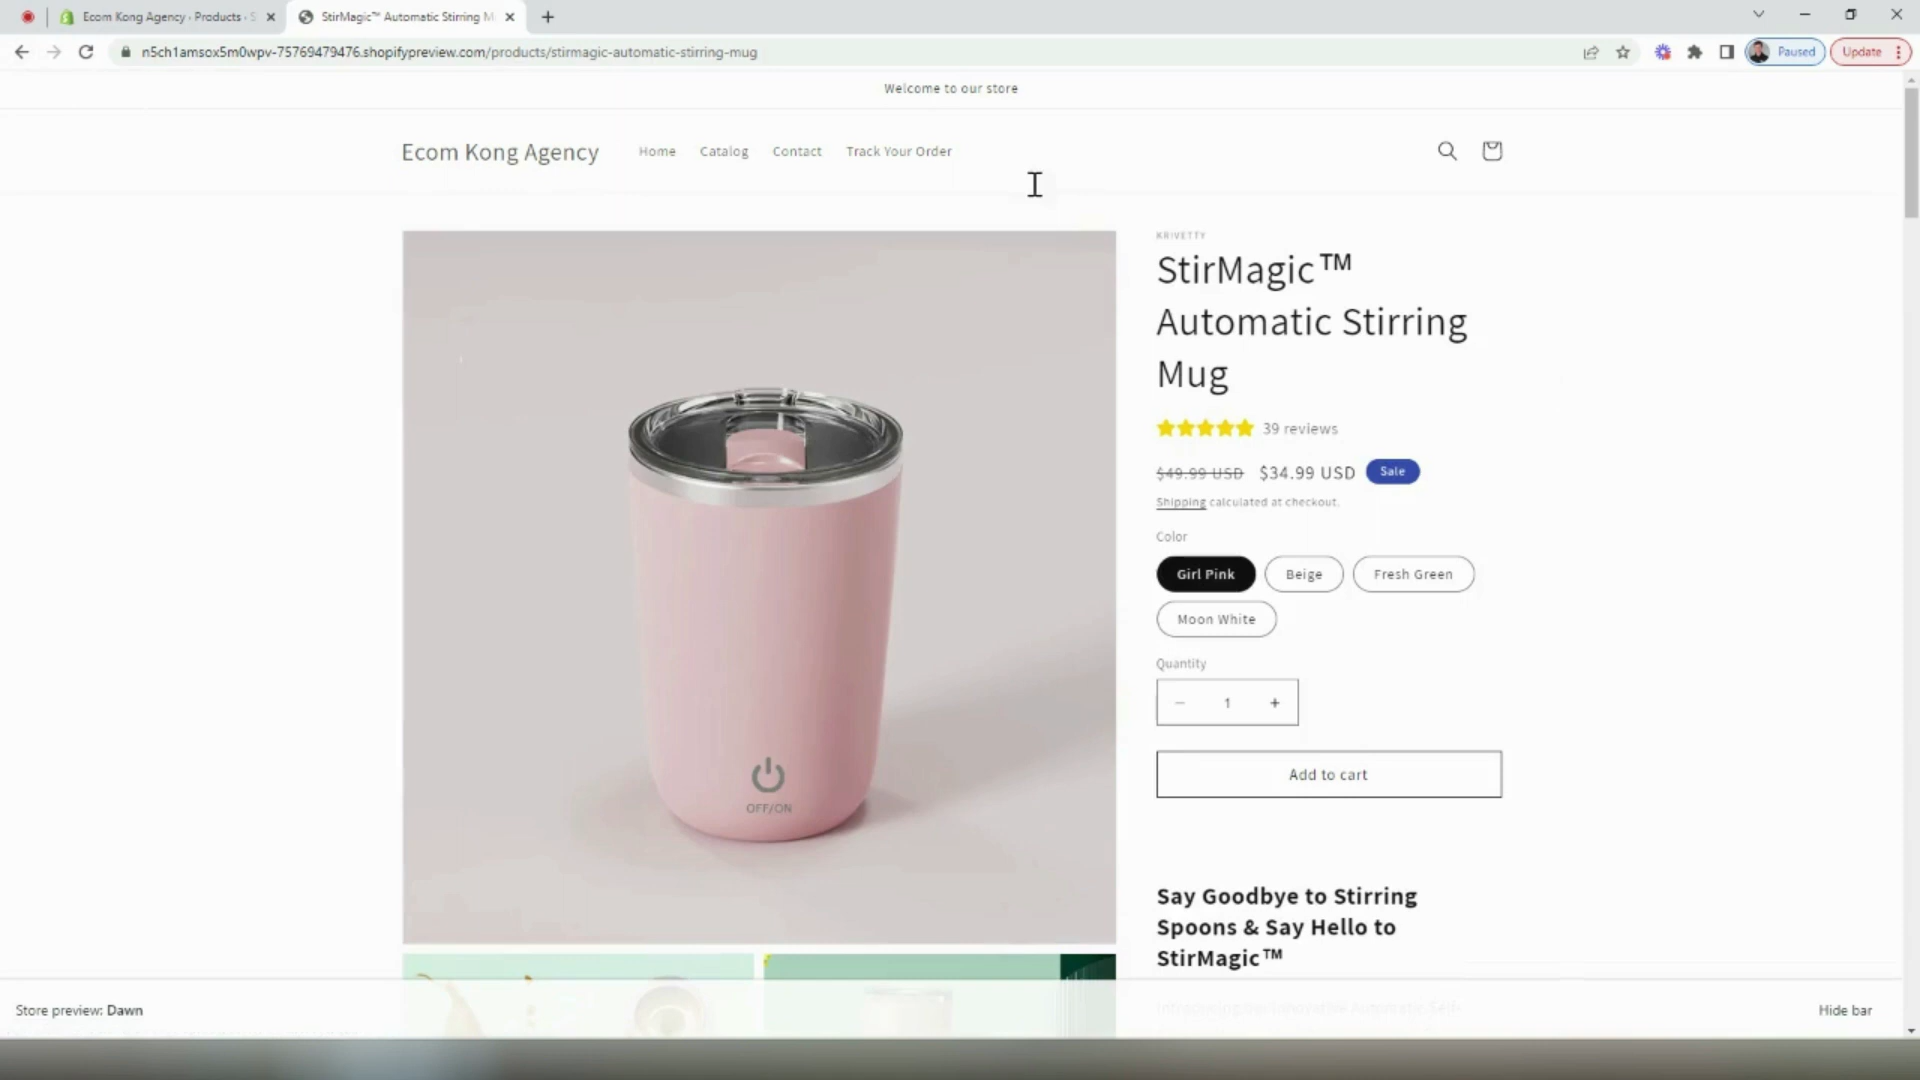 Ecom Kong Agency · Products · S
StirMagic™ Automatic Stirring M
n5ch1amsox5m0wpv-75769479476.shopifypreview.com/products/stirmagic-automatic-stirring-mug
Paused
Update
Welcome to our store
Ecom Kong Agency
Home
Catalog
Contact
Track Your Order
KRIVETTY
StirMagic™
Automatic Stirring
Mug
39 reviews
$49.99 USD $34.99 USD Sale
Shipping calculated at checkout.
Color
Girl Pink
Beige
Fresh Green
Moon White
Quantity
− 1 +
Add to cart
OFF/ON
Say Goodbye to Stirring
Spoons & Say Hello to
StirMagic™
Store preview: Dawn
Hide bar